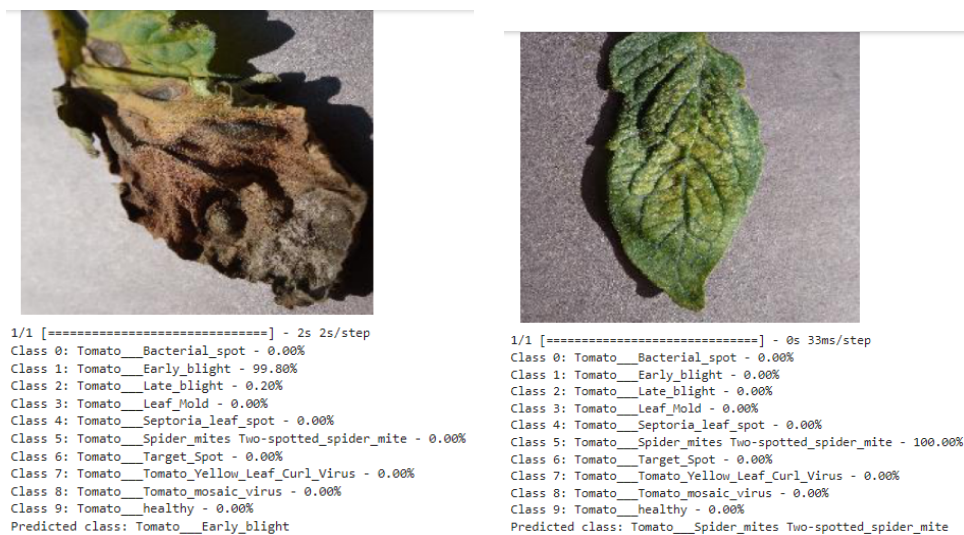 1/1 [==============================] - 2s 2s/step
Class 0: Tomato___Bacterial_spot - 0.00%
Class 1: Tomato___Early_blight - 99.80%
Class 2: Tomato___Late_blight - 0.20%
Class 3: Tomato___Leaf_Mold - 0.00%
Class 4: Tomato___Septoria_leaf_spot - 0.00%
Class 5: Tomato___Spider_mites Two-spotted_spider_mite - 0.00%
Class 6: Tomato___Target_Spot - 0.00%
Class 7: Tomato___Tomato_Yellow_Leaf_Curl_Virus - 0.00%
Class 8: Tomato___Tomato_mosaic_virus - 0.00%
Class 9: Tomato___healthy - 0.00%
Predicted class: Tomato___Early_blight
1/1 [==============================] - 0s 33ms/step
Class 0: Tomato___Bacterial_spot - 0.00%
Class 1: Tomato___Early_blight - 0.00%
Class 2: Tomato___Late_blight - 0.00%
Class 3: Tomato___Leaf_Mold - 0.00%
Class 4: Tomato___Septoria_leaf_spot - 0.00%
Class 5: Tomato___Spider_mites Two-spotted_spider_mite - 100.00%
Class 6: Tomato___Target_Spot - 0.00%
Class 7: Tomato___Tomato_Yellow_Leaf_Curl_Virus - 0.00%
Class 8: Tomato___Tomato_mosaic_virus - 0.00%
Class 9: Tomato___healthy - 0.00%
Predicted class: Tomato___Spider_mites Two-spotted_spider_mite